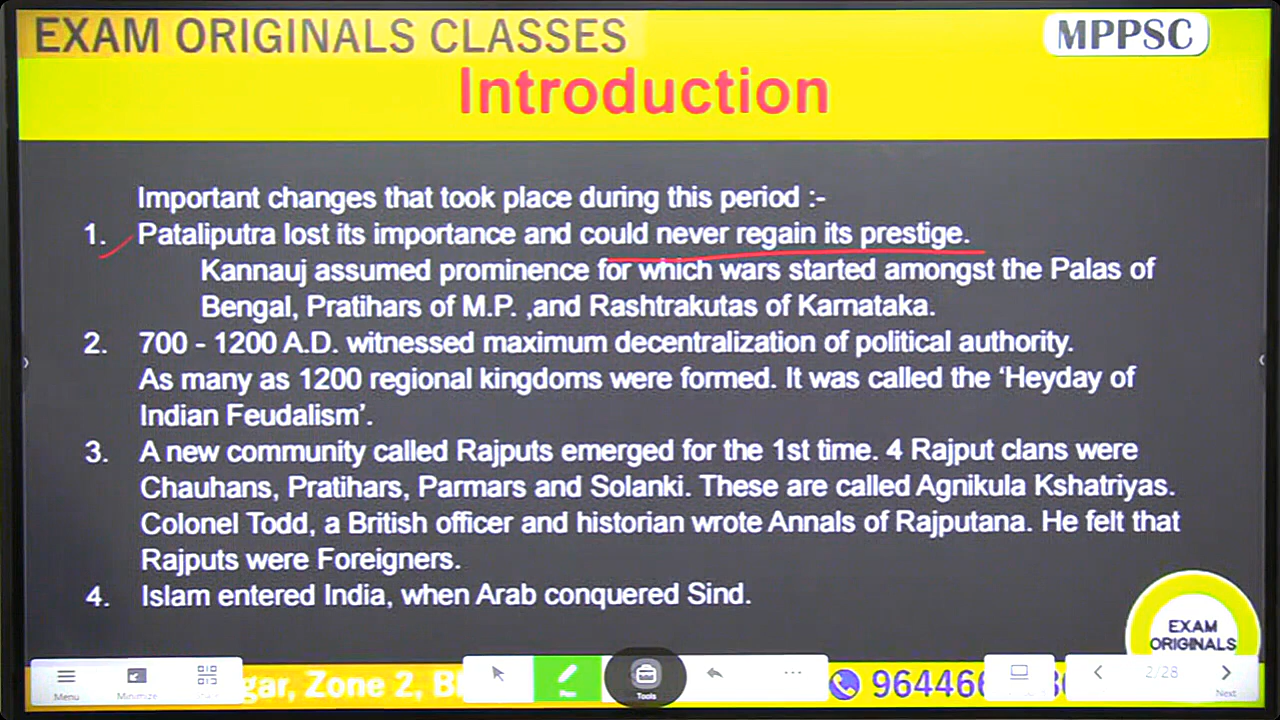 EXAM ORIGINALS CLASSES
MPPSC
Introduction
Important changes that took place during this period :-
1. Pataliputra lost its importance and could never regain its prestige.
Kannauj assumed prominence for which wars started amongst the Palas of
Bengal, Pratihars of M.P. ,and Rashtrakutas of Karnataka.
2. 700 - 1200 A.D. witnessed maximum decentralization of political authority.
As many as 1200 regional kingdoms were formed. It was called the ‘Heyday of
Indian Feudalism’.
3. A new community called Rajputs emerged for the 1st time. 4 Rajput clans were
Chauhans, Pratihars, Parmars and Solanki. These are called Agnikula Kshatriyas.
Colonel Todd, a British officer and historian wrote Annals of Rajputana. He felt that
Rajputs were Foreigners.
4. Islam entered India, when Arab conquered Sind.
EXAM
ORIGINALS
Zone 2,
96446
Menu
Minimize
Pen
Tools
2/28
Next